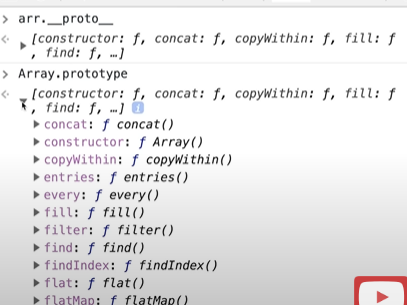 arr.__proto__
[constructor: ƒ, concat: ƒ, copyWithin: ƒ, fill: ƒ
, find: ƒ, …]
Array.prototype
[constructor: ƒ, concat: ƒ, copyWithin: ƒ, fill: ƒ
, find: ƒ, …] i
concat: ƒ concat()
constructor: ƒ Array()
copyWithin: ƒ copyWithin()
entries: ƒ entries()
every: ƒ every()
fill: ƒ fill()
filter: ƒ filter()
find: ƒ find()
findIndex: ƒ findIndex()
flat: ƒ flat()
flatMap: ƒ flatMap()